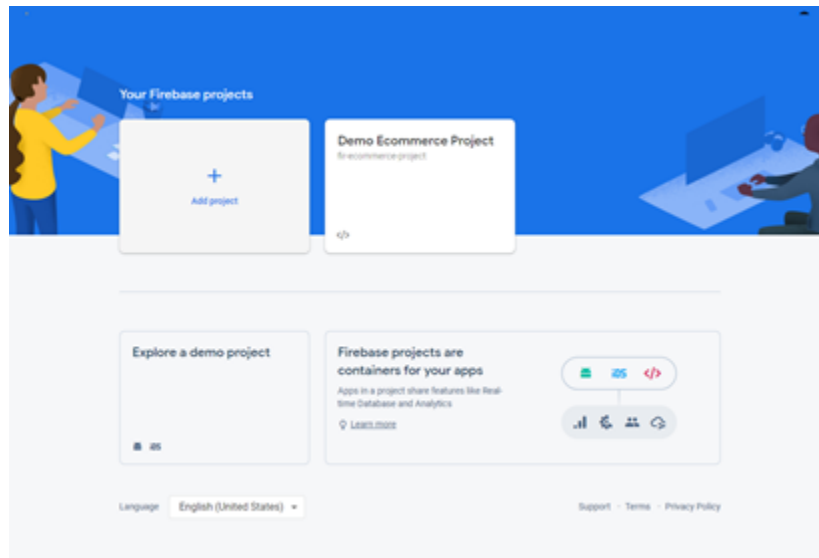 Your Firebase projects
Add project
Demo Ecommerce Project
fir-ecommerce-project
</>
Explore a demo project
iOS
Firebase projects are
containers for your apps
Apps in a project share features like Real-
time Database and Analytics
Learn more
iOS </>
Language English (United States)
Support · Terms · Privacy Policy